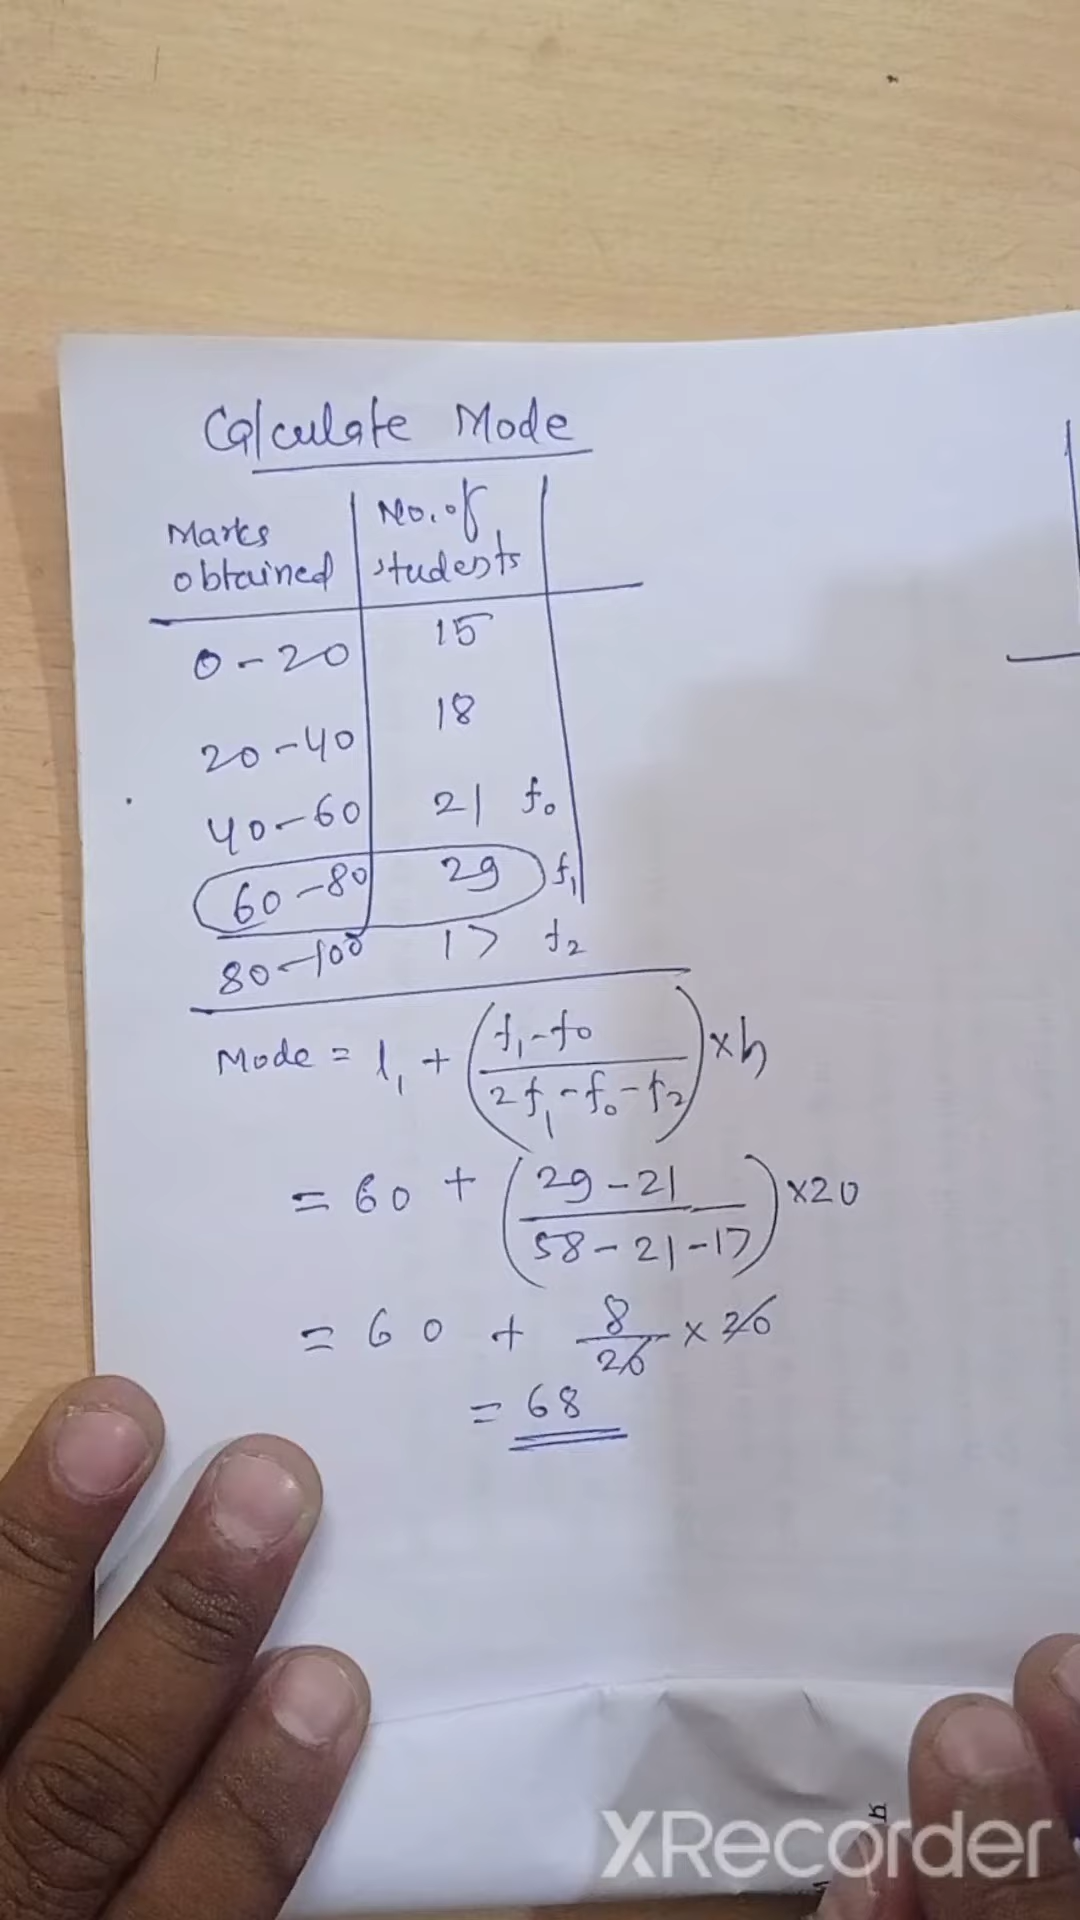 Calculate Mode
Marks obtained | No. of students
0-20 15
20-40 18
40-60 21 f₀
60-80 29 f₁
80-100 17 f₂
Mode = l₁ + (f₁-f₀ / 2f₁-f₀-f₂) × h
= 60 + (29-21 / 58-21-17) ×20
= 60 + 8/20 × 20
= 68
XRecorder